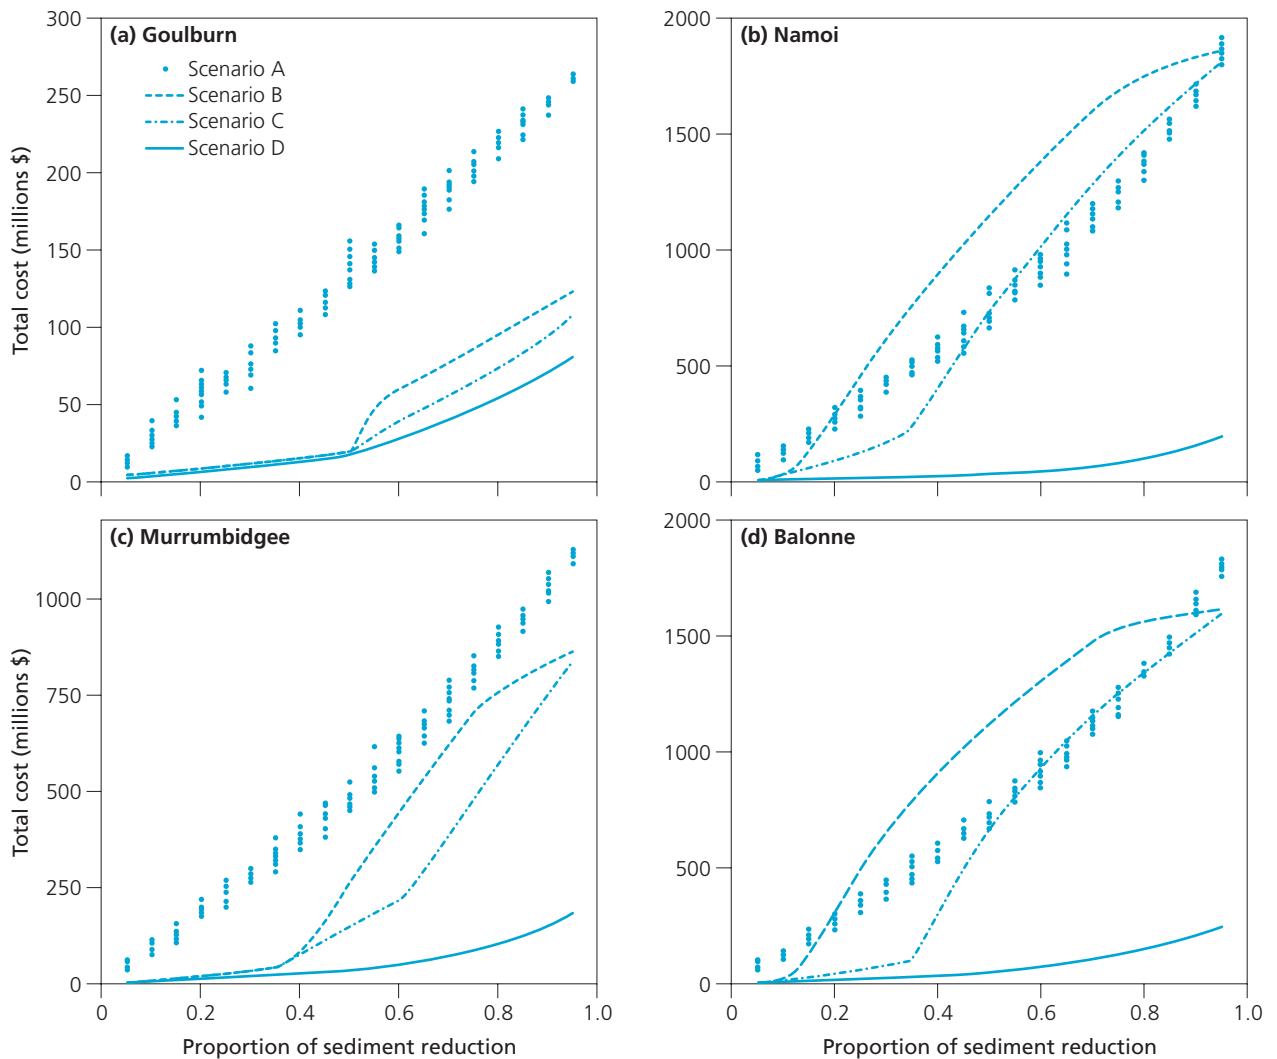 (a) Goulburn
Scenario A
Scenario B
Scenario C
Scenario D
300
250
200
150
100
50
0
Total cost (millions $)
(b) Namoi
2000
1500
1000
500
0
(c) Murrumbidgee
1000
750
500
250
0
Total cost (millions $)
0
0.2
0.4
0.6
0.8
1.0
Proportion of sediment reduction
(d) Balonne
2000
1500
1000
500
0
0
0.2
0.4
0.6
0.8
1.0
Proportion of sediment reduction